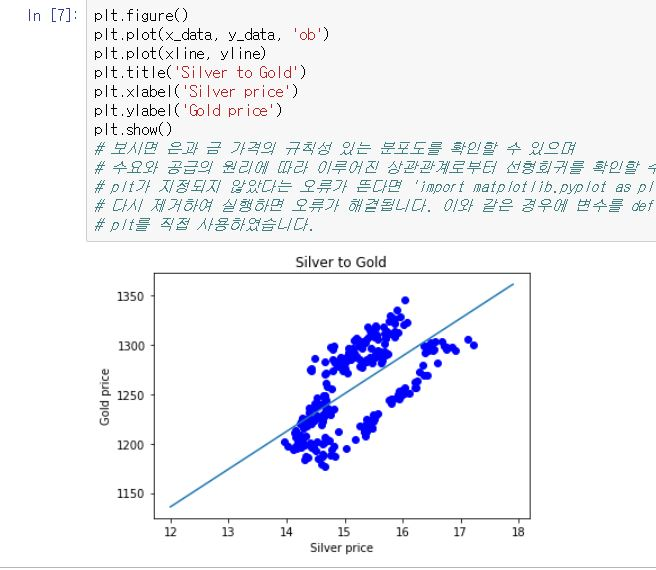 In [7]:
plt.figure()
plt.plot(x_data, y_data, 'ob')
plt.plot(xline, yline)
plt.title('Silver to Gold')
plt.xlabel('Silver price')
plt.ylabel('Gold price')
plt.show()
# 보시면 은과 금 가격의 규칙성 있는 분포도를 확인할 수 있으며
# 수요와 공급의 원리에 따라 이루어진 상관관계로부터 선형회귀를 확인할 수
# plt가 지정되지 않았다는 오류가 뜬다면 'import matplotlib.pyplot as pl
# 다시 제거하여 실행하면 오류가 해결됩니다. 이와 같은 경우에 변수를 def
# plt를 직접 사용하였습니다.
Silver to Gold
Gold price
1350
1300
1250
1200
1150
12 13 14 15 16 17 18
Silver price